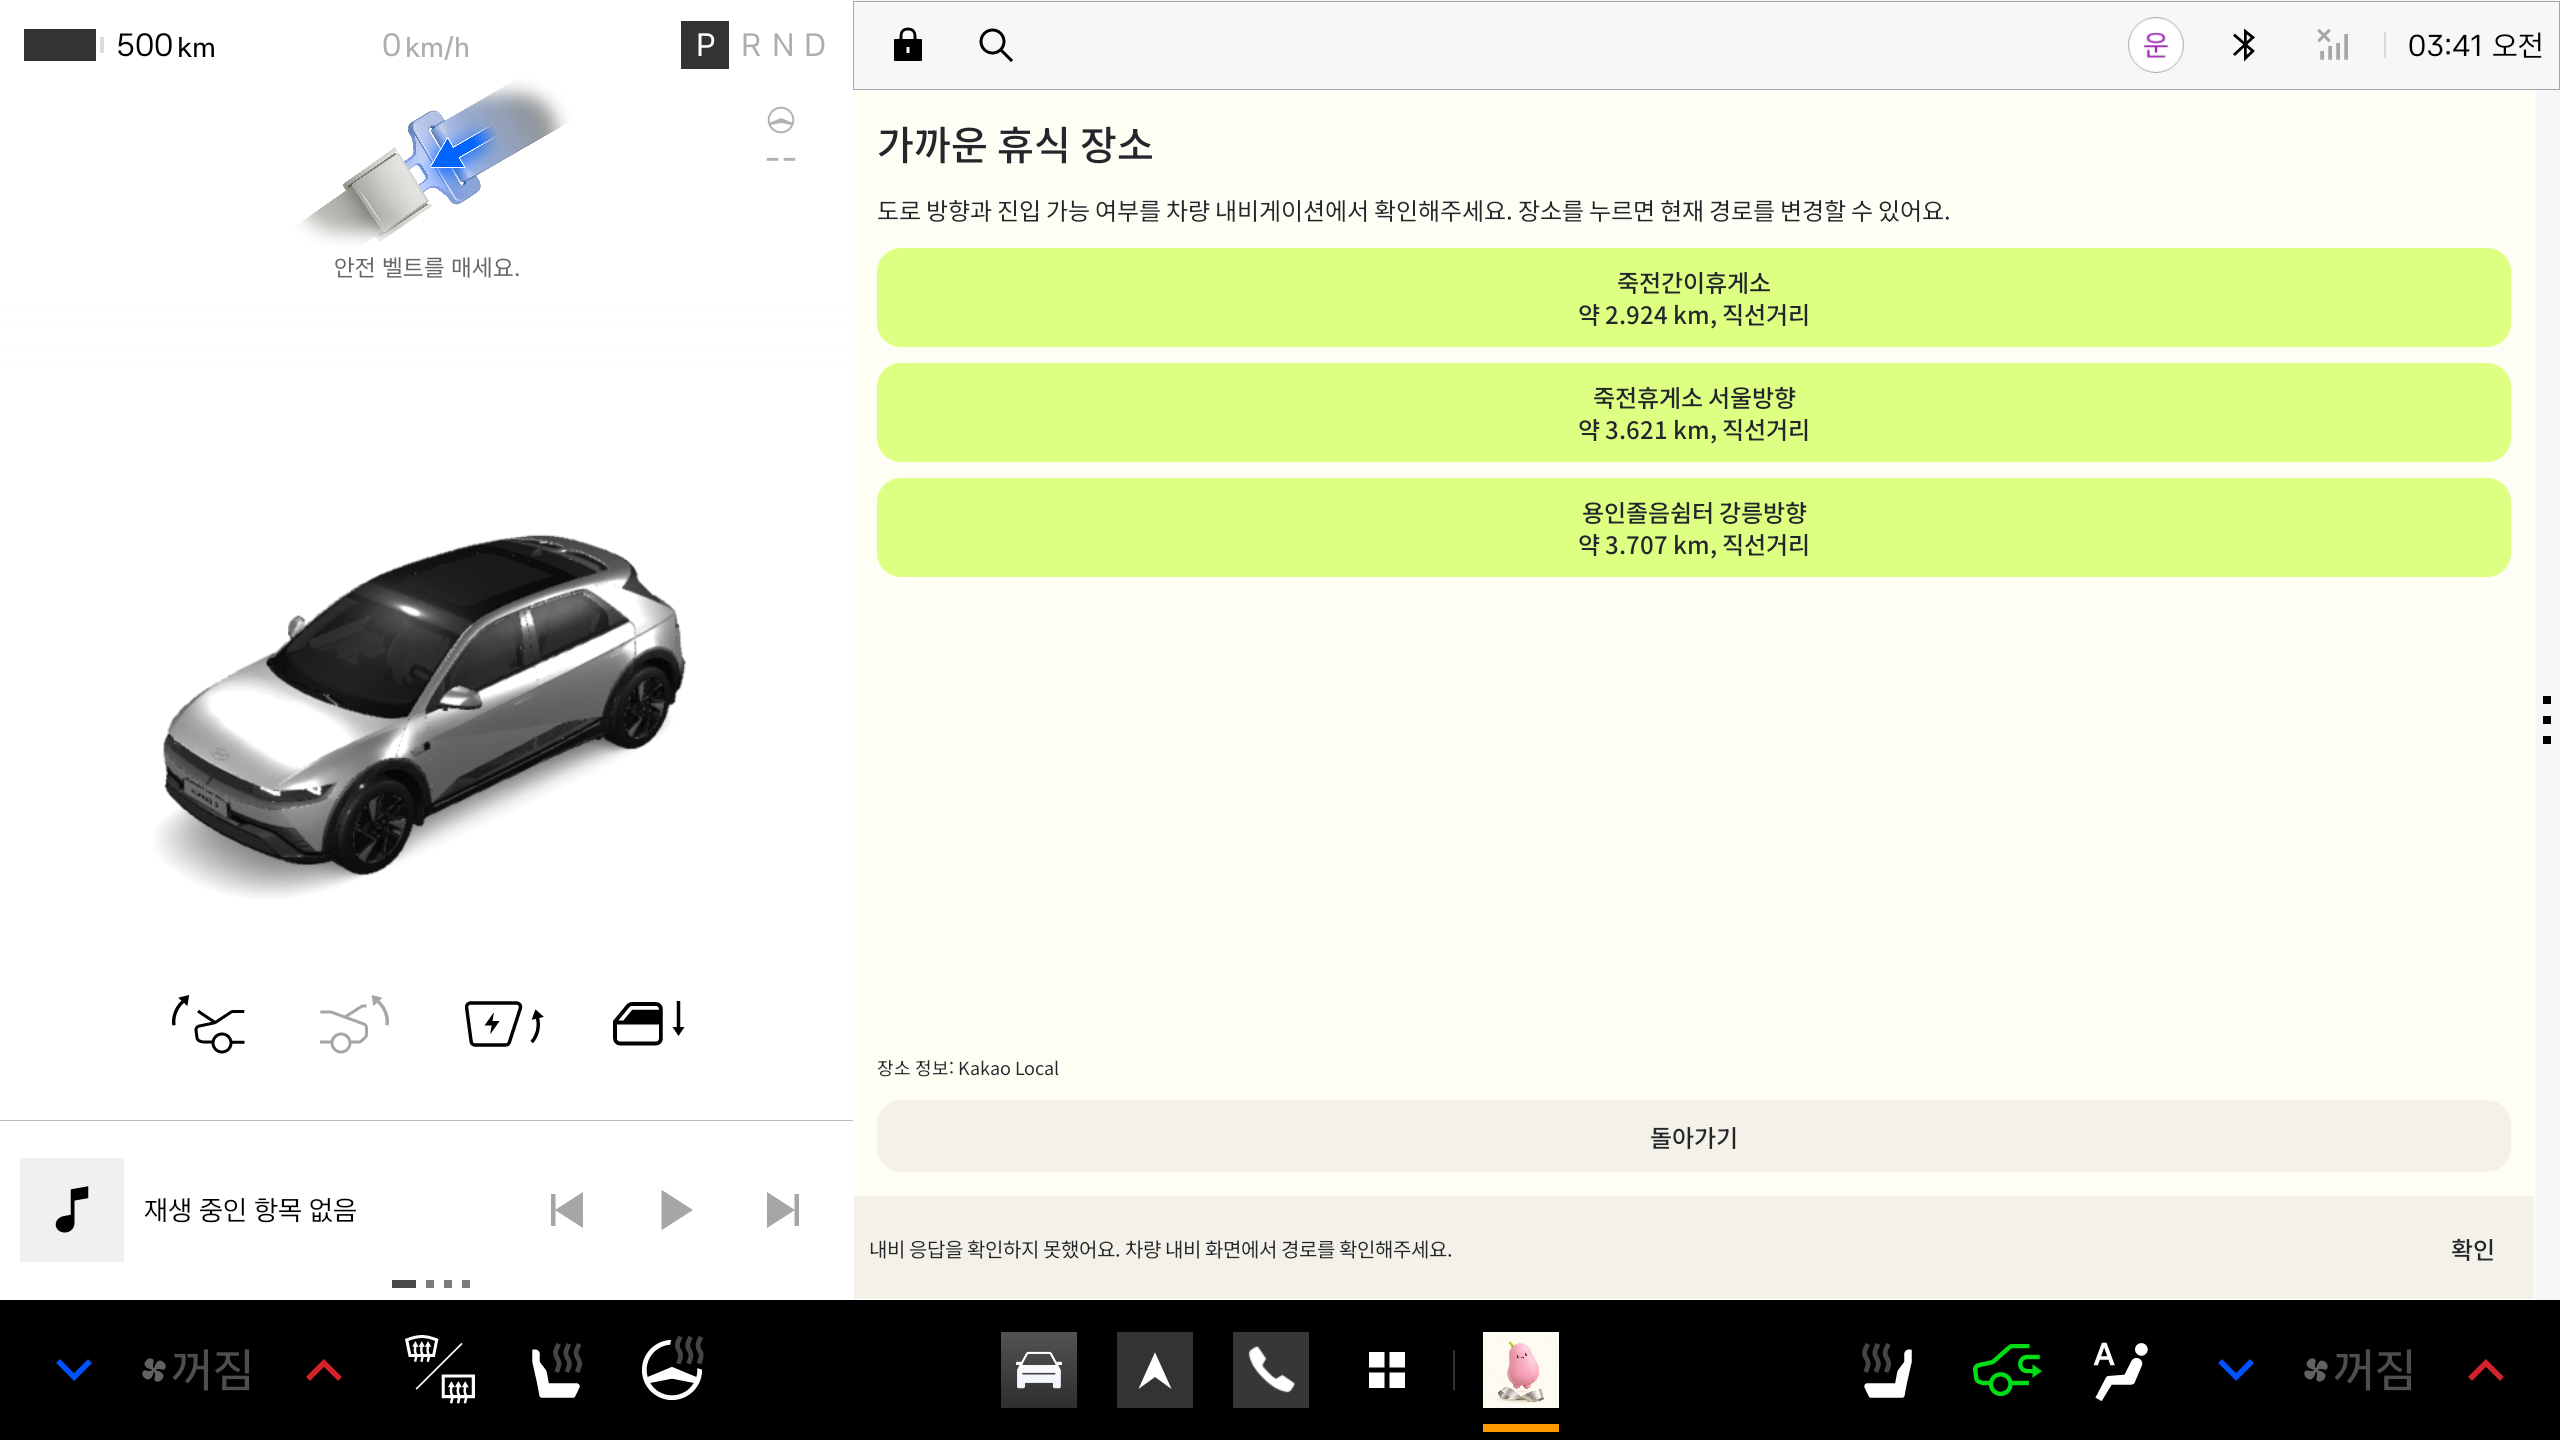 500 km
0 km/h
P R N D
운
03:41 오전
--
안전 벨트를 매세요.
가까운 휴식 장소
도로 방향과 진입 가능 여부를 차량 내비게이션에서 확인해주세요. 장소를 누르면 현재 경로를 변경할 수 있어요.
죽전간이휴게소
약 2.924 km, 직선거리
죽전휴게소 서울방향
약 3.621 km, 직선거리
용인졸음쉼터 강릉방향
약 3.707 km, 직선거리
장소 정보: Kakao Local
돌아가기
재생 중인 항목 없음
내비 응답을 확인하지 못했어요. 차량 내비 화면에서 경로를 확인해주세요.
확인
꺼짐
A
꺼짐